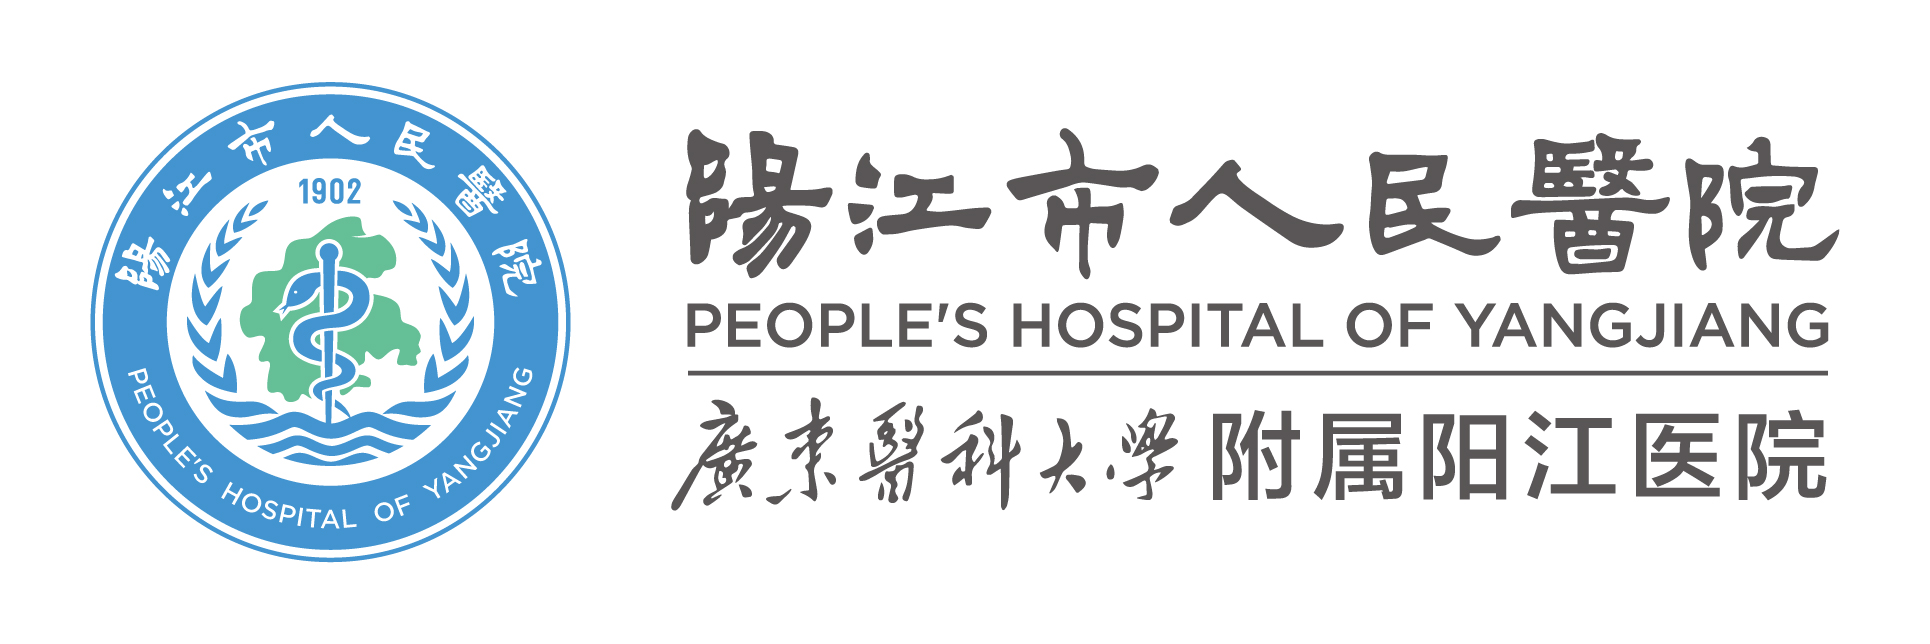 陽江市人民醫院
1902
PEOPLE'S HOSPITAL OF YANGJIANG
陽江市人民醫院
PEOPLE'S HOSPITAL OF YANGJIANG
廣東醫科大學附属阳江医院